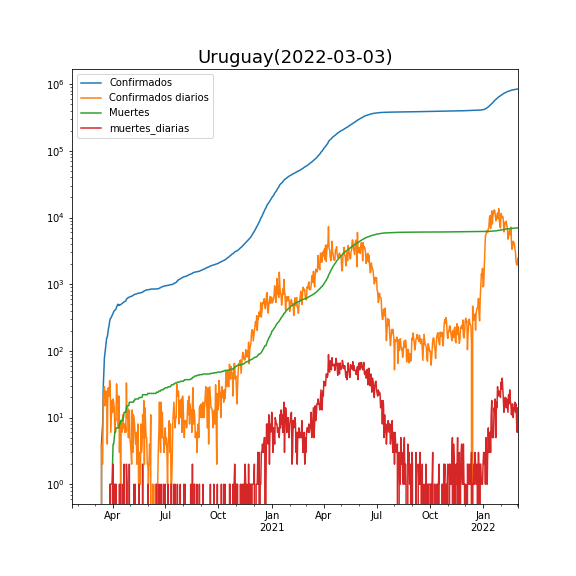 Uruguay(2022-03-03)
Confirmados
Confirmados diarios
Muertes
muertes_diarias
10⁶
10⁵
10⁴
10³
10²
10¹
10⁰
Apr Jul Oct Jan Apr Jul Oct Jan
2021 2022